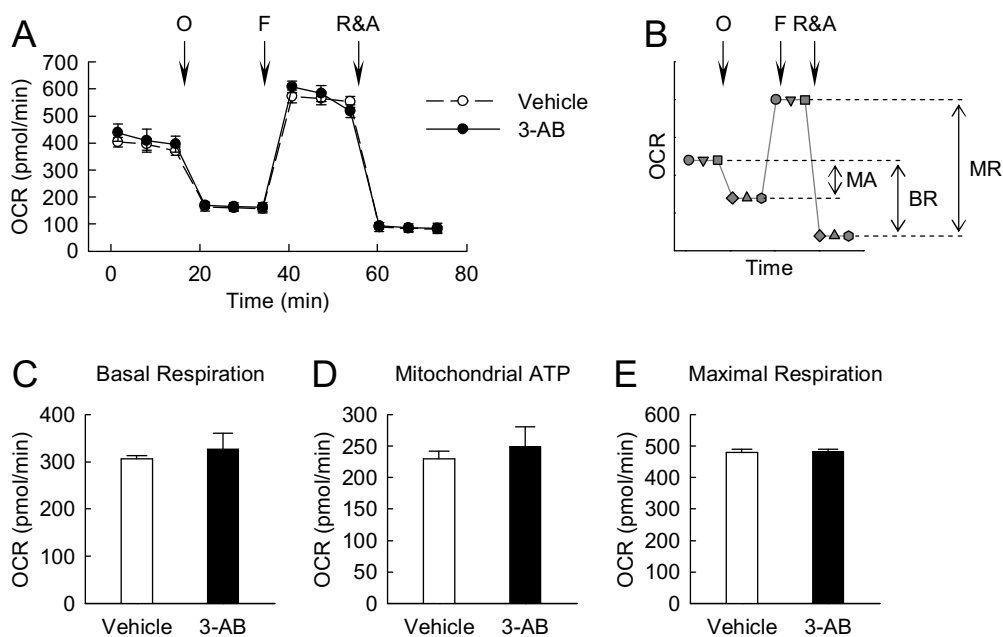 A
O F R&A
OCR (pmol/min)
700
600
500
400
300
200
100
0
0 20 40 60 80
Time (min)
Vehicle
3-AB
B
O F R&A
OCR
MA
BR
MR
Time
C Basal Respiration
OCR (pmol/min)
400
300
200
100
0
Vehicle 3-AB
D Mitochondrial ATP
OCR (pmol/min)
300
250
200
150
100
50
0
Vehicle 3-AB
E Maximal Respiration
OCR (pmol/min)
600
500
400
300
200
100
0
Vehicle 3-AB